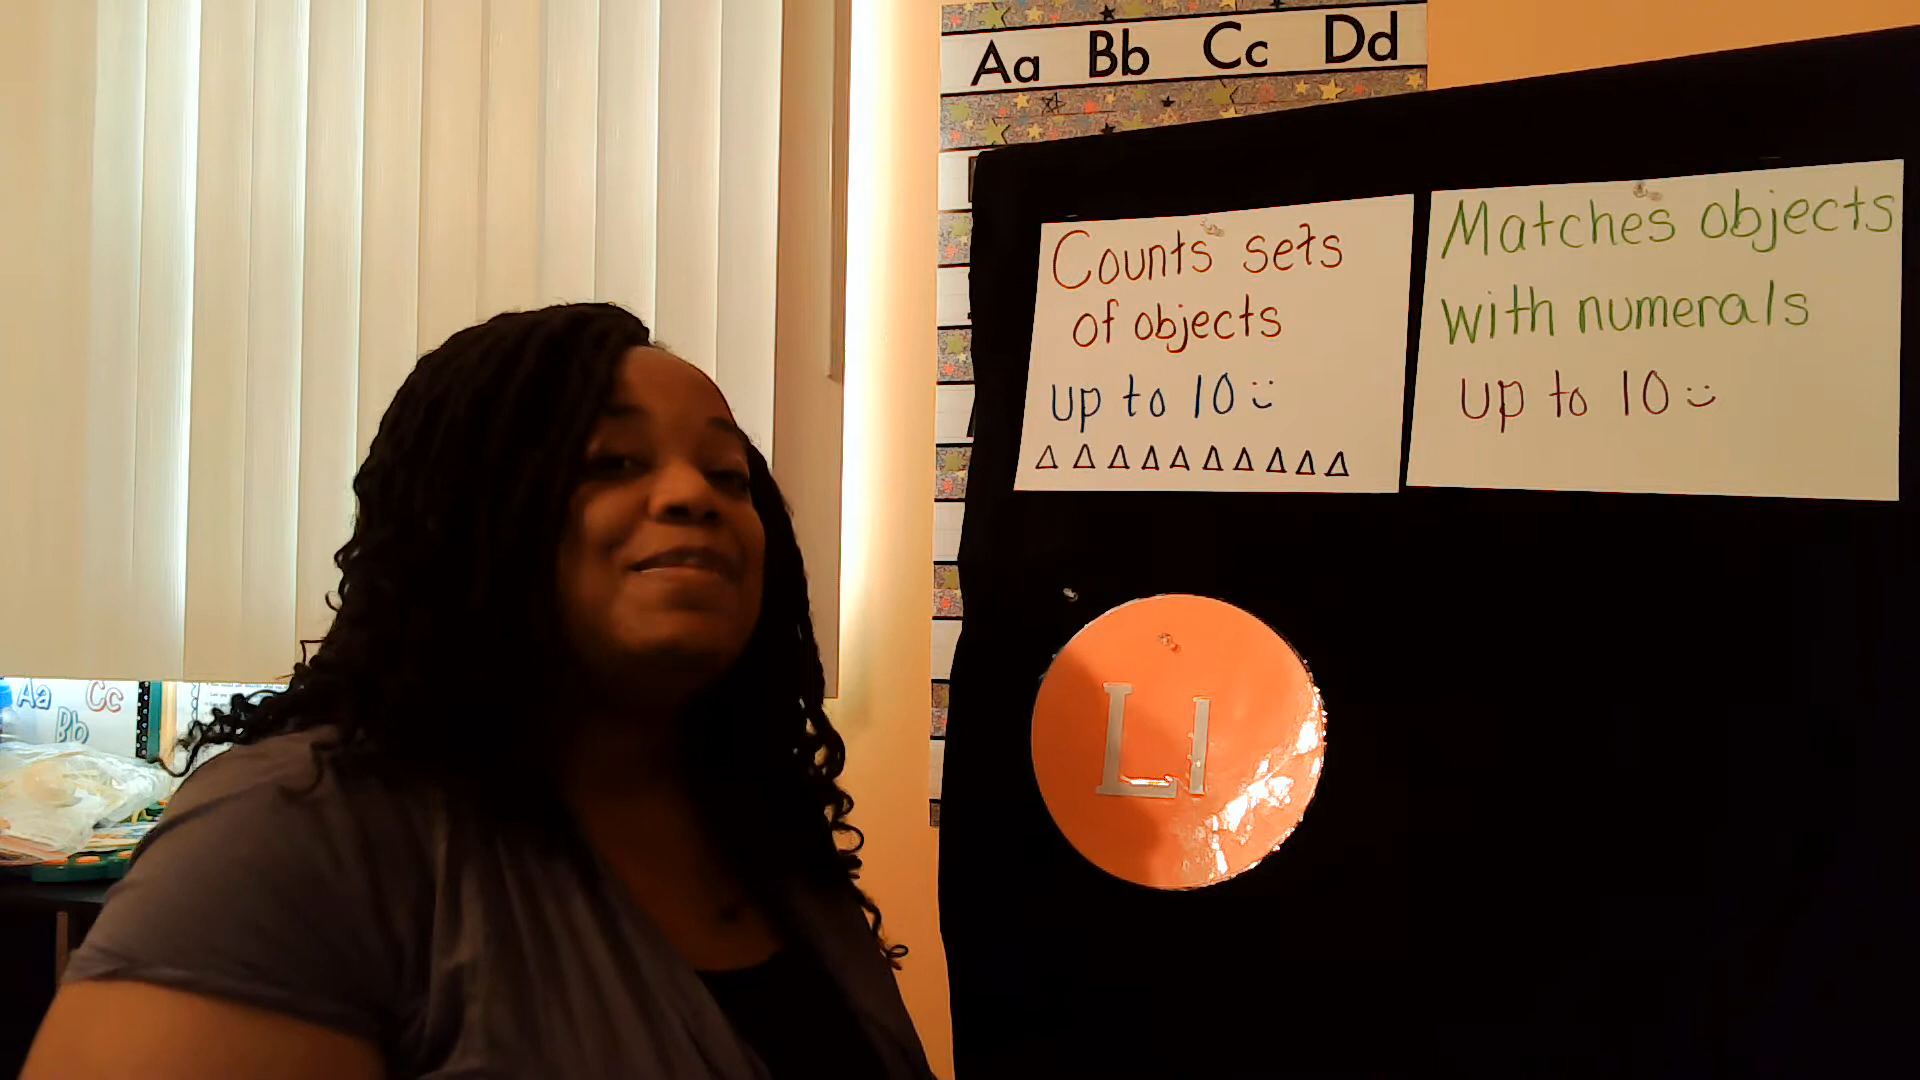 Aa Bb Cc Dd
Counts sets
of objects
up to 10
Matches objects
with numerals
up to 10
Ll
Aa Cc
Bb